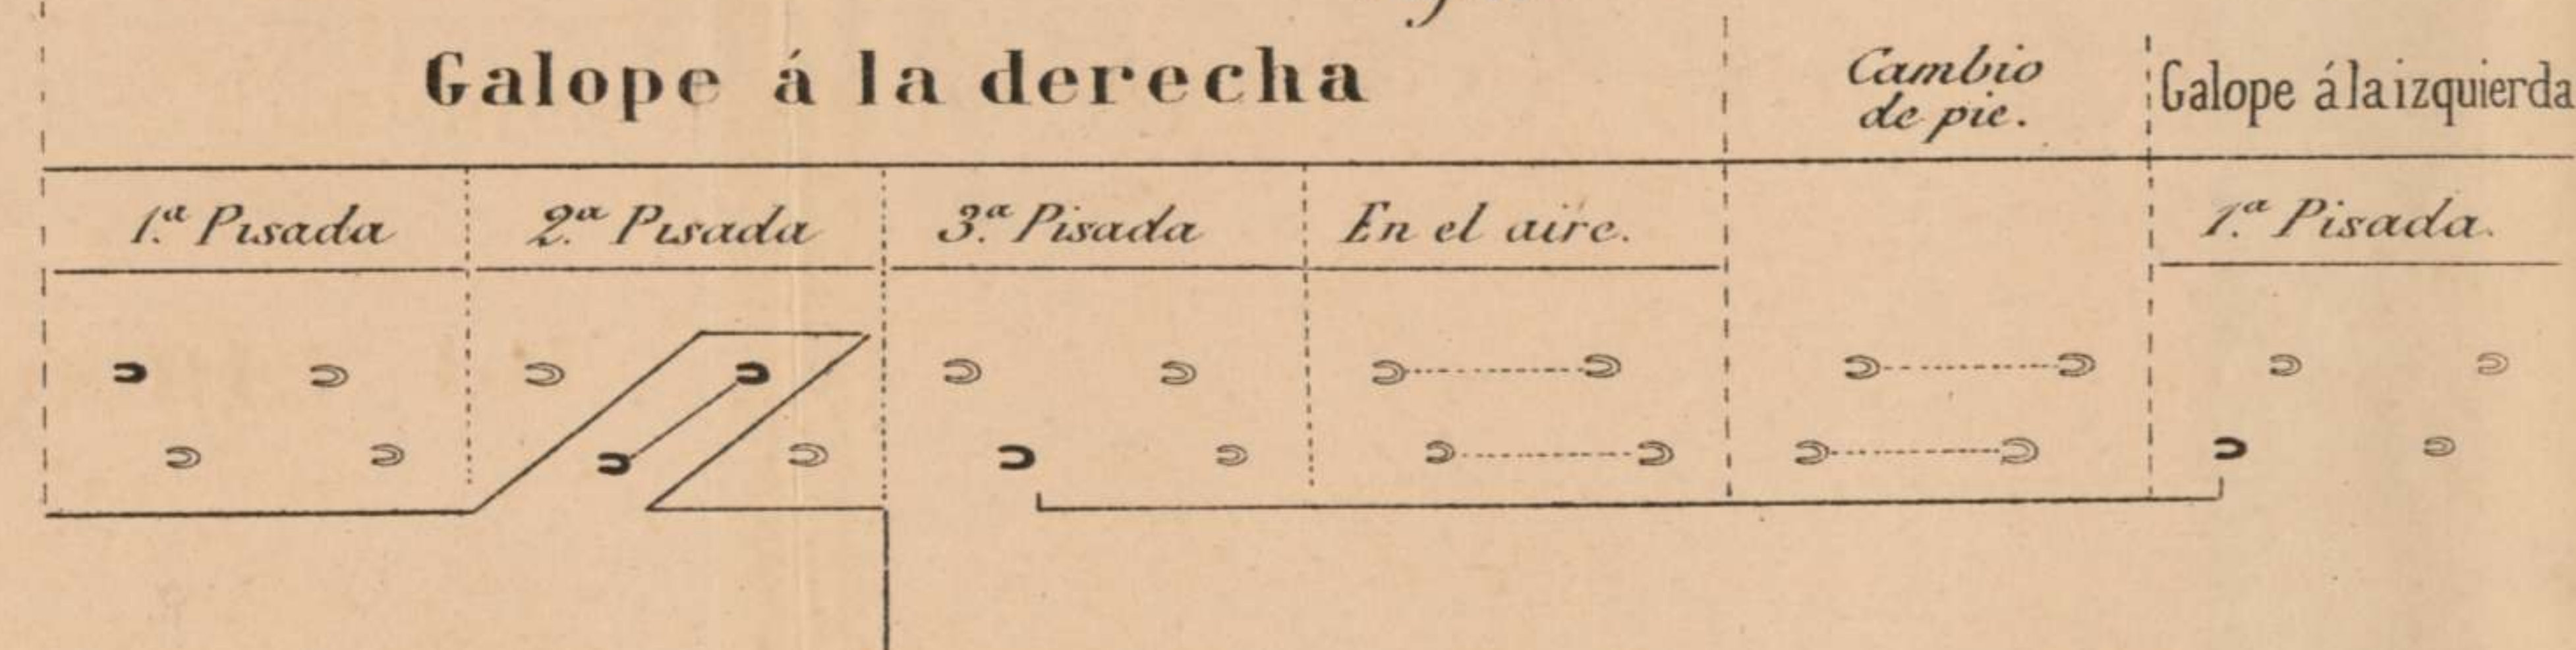 Galope á la derecha
Cambio
de pie.
Galope á la izquierda
1.ª Pisada
2.ª Pisada
3.ª Pisada
En el aire.
1.ª Pisada.